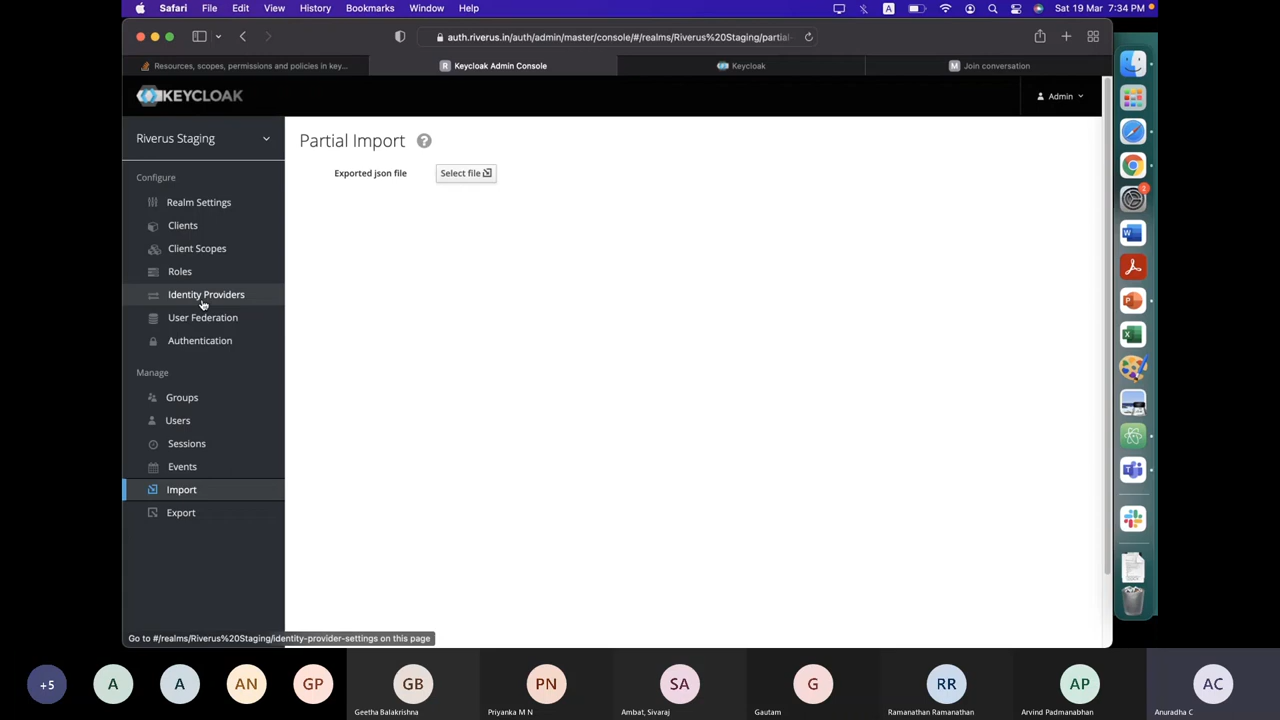 Safari File Edit View History Bookmarks Window Help A Sat 19 Mar 7:34 PM
auth.riverus.in/auth/admin/master/console/#/realms/Riverus%20Staging/partial-
Resources, scopes, permissions and policies in key... R Keycloak Admin Console Keycloak M Join conversation
KEYCLOAK Admin
Riverus Staging
Partial Import ?
Exported json file Select file
Configure
Realm Settings
Clients
Client Scopes
Roles
Identity Providers
User Federation
Authentication
Manage
Groups
Users
Sessions
Events
Import
Export
2
Go to #/realms/Riverus%20Staging/identity-provider-settings on this page
+5 A A AN GP GB PN SA G RR AP AC
Geetha Balakrishna Priyanka M N Ambat, Sivaraj Gautam Ramanathan Ramanathan Arvind Padmanabhan Anuradha C